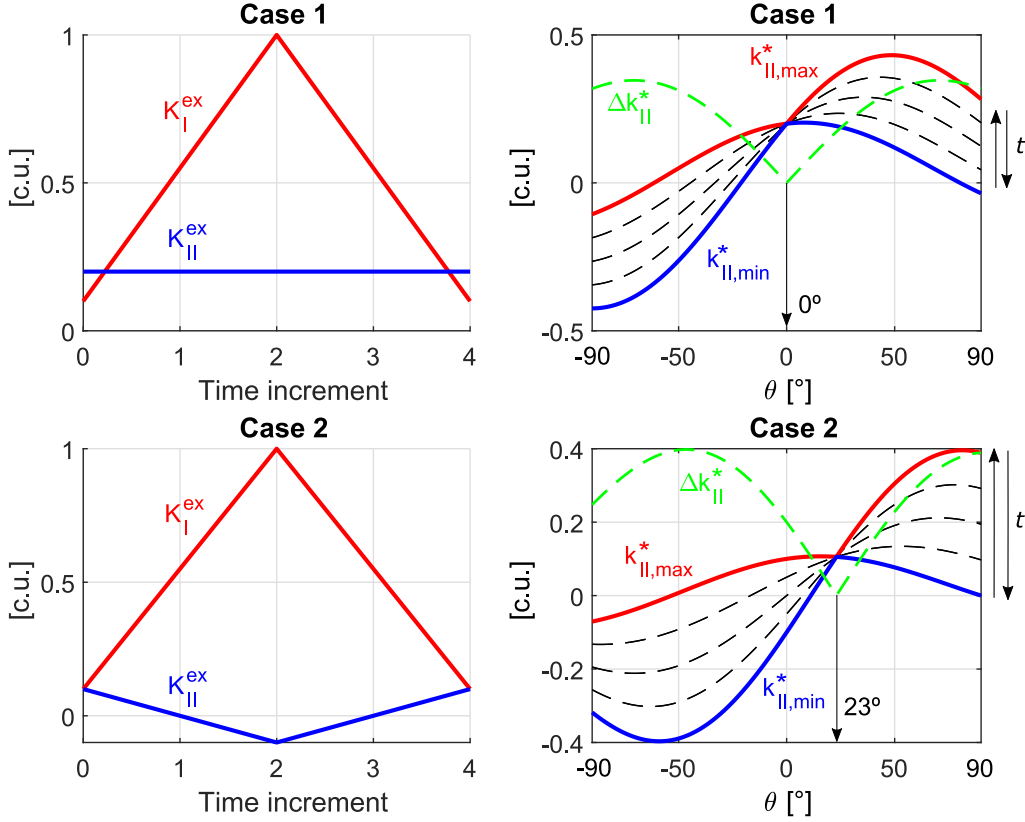 Case 1
1
0.5
0
[c.u.]
K_I^ex
K_II^ex
0 1 2 3 4
Time increment
Case 1
0.5
0
-0.5
[c.u.]
k*_II,max
Δk*_II
k*_II,min
0º
t
-90 -50 0 50 90
θ [°]
Case 2
1
0.5
0
[c.u.]
K_I^ex
K_II^ex
0 1 2 3 4
Time increment
Case 2
0.4
0.2
0
-0.2
-0.4
[c.u.]
Δk*_II
k*_II,max
k*_II,min
23º
t
-90 -50 0 50 90
θ [°]